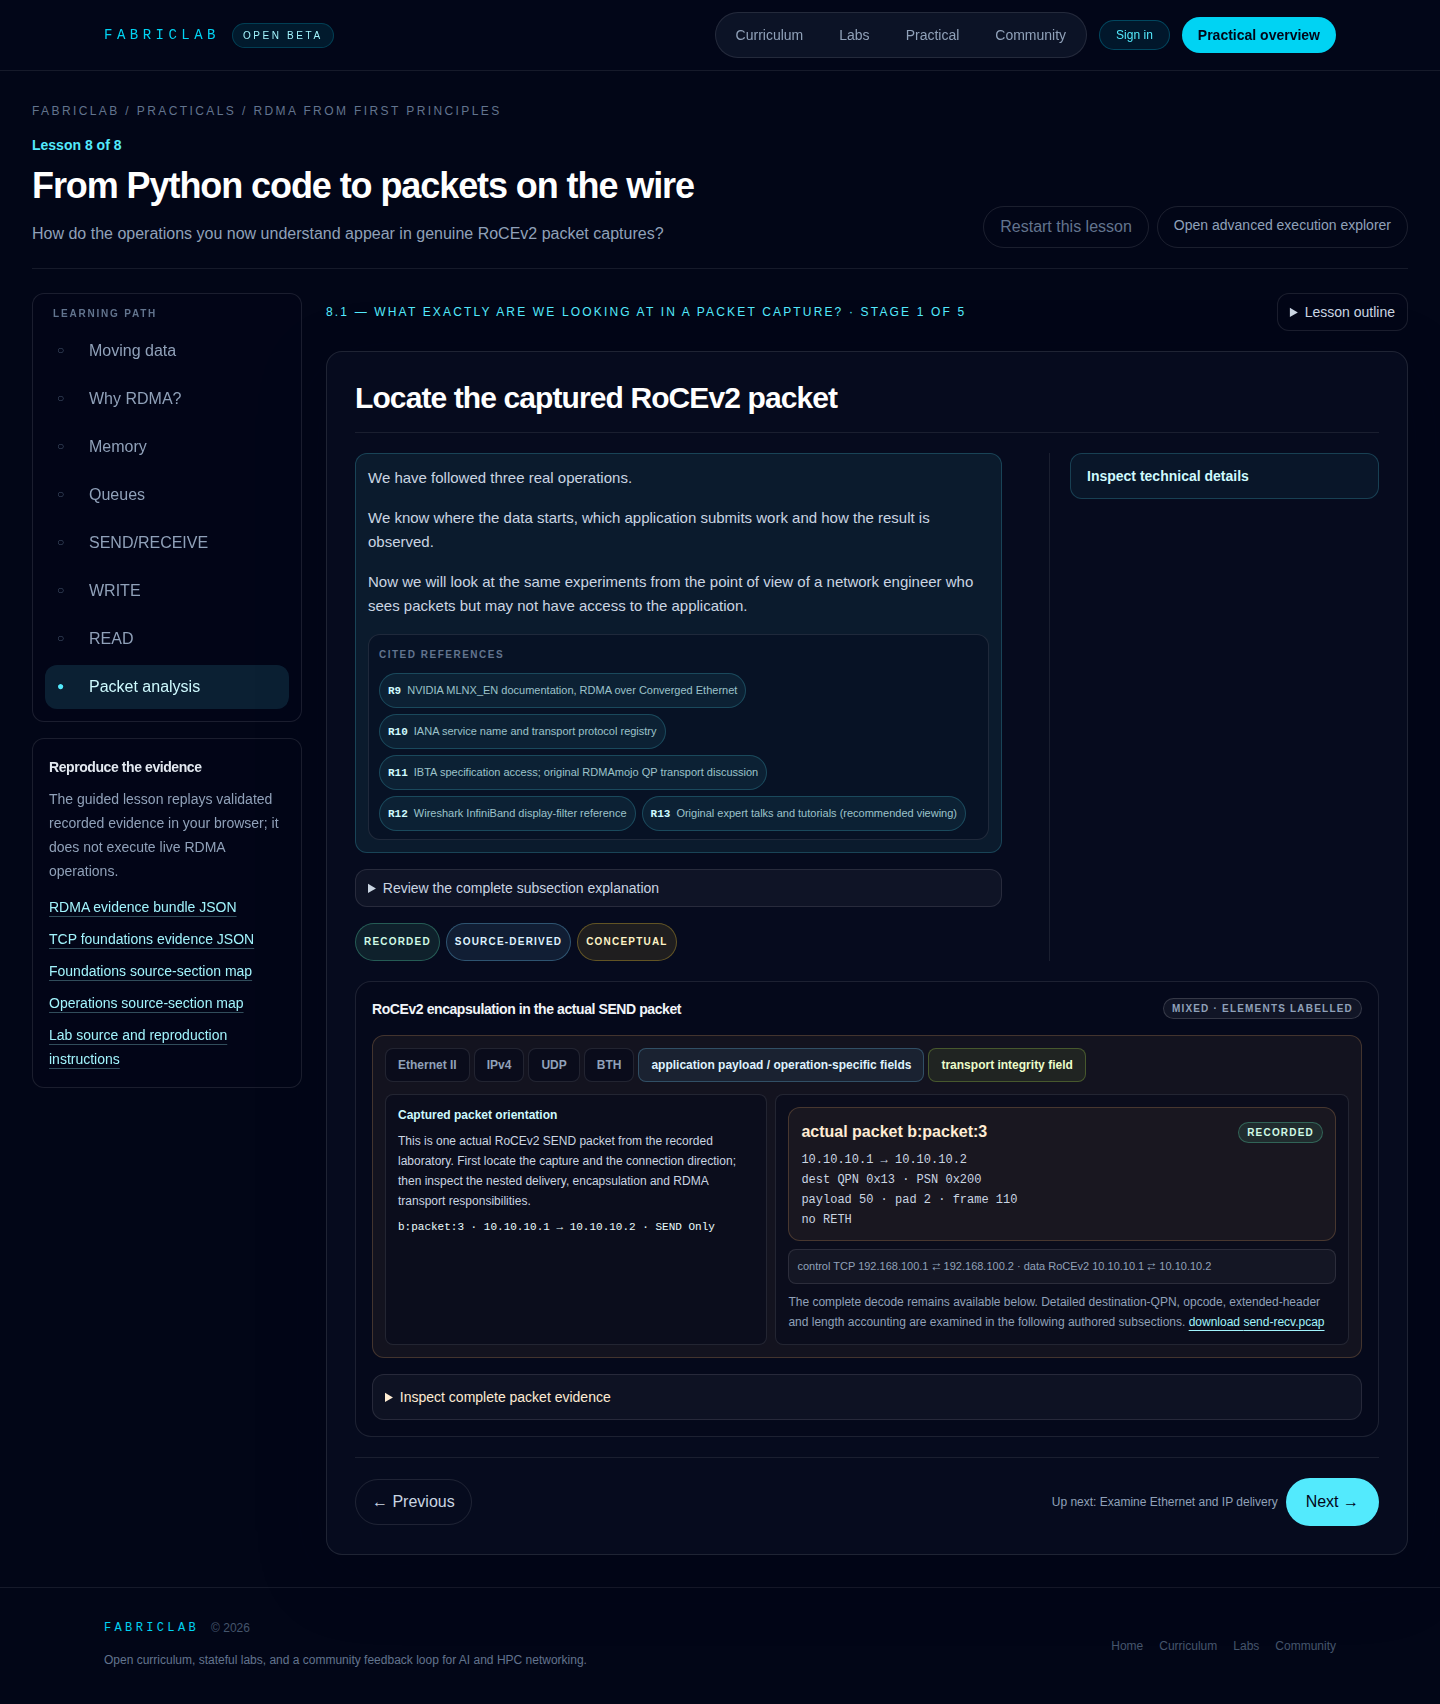 FABRICLAB OPEN BETA
Curriculum Labs Practical Community Sign in Practical overview
FABRICLAB / PRACTICALS / RDMA FROM FIRST PRINCIPLES
Lesson 8 of 8
From Python code to packets on the wire
How do the operations you now understand appear in genuine RoCEv2 packet captures?
Restart this lesson Open advanced execution explorer
LEARNING PATH
○ Moving data
○ Why RDMA?
○ Memory
○ Queues
○ SEND/RECEIVE
○ WRITE
○ READ
● Packet analysis
Reproduce the evidence
The guided lesson replays validated
recorded evidence in your browser; it
does not execute live RDMA
operations.
RDMA evidence bundle JSON
TCP foundations evidence JSON
Foundations source-section map
Operations source-section map
Lab source and reproduction
instructions
8.1 — WHAT EXACTLY ARE WE LOOKING AT IN A PACKET CAPTURE? · STAGE 1 OF 5
▶ Lesson outline
Locate the captured RoCEv2 packet
We have followed three real operations.
We know where the data starts, which application submits work and how the result is
observed.
Now we will look at the same experiments from the point of view of a network engineer who
sees packets but may not have access to the application.
CITED REFERENCES
R9 NVIDIA MLNX_EN documentation, RDMA over Converged Ethernet
R10 IANA service name and transport protocol registry
R11 IBTA specification access; original RDMAmojo QP transport discussion
R12 Wireshark InfiniBand display-filter reference R13 Original expert talks and tutorials (recommended viewing)
Inspect technical details
▶ Review the complete subsection explanation
RECORDED SOURCE-DERIVED CONCEPTUAL
RoCEv2 encapsulation in the actual SEND packet
MIXED · ELEMENTS LABELLED
Ethernet II IPv4 UDP BTH application payload / operation-specific fields transport integrity field
Captured packet orientation
This is one actual RoCEv2 SEND packet from the recorded
laboratory. First locate the capture and the connection direction;
then inspect the nested delivery, encapsulation and RDMA
transport responsibilities.
b:packet:3 · 10.10.10.1 → 10.10.10.2 · SEND Only
actual packet b:packet:3 RECORDED
10.10.10.1 → 10.10.10.2
dest QPN 0x13 · PSN 0x200
payload 50 · pad 2 · frame 110
no RETH
control TCP 192.168.100.1 ⇄ 192.168.100.2 · data RoCEv2 10.10.10.1 ⇄ 10.10.10.2
The complete decode remains available below. Detailed destination-QPN, opcode, extended-header
and length accounting are examined in the following authored subsections. download send-recv.pcap
▶ Inspect complete packet evidence
← Previous
Up next: Examine Ethernet and IP delivery Next →
FABRICLAB © 2026
Open curriculum, stateful labs, and a community feedback loop for AI and HPC networking.
Home Curriculum Labs Community